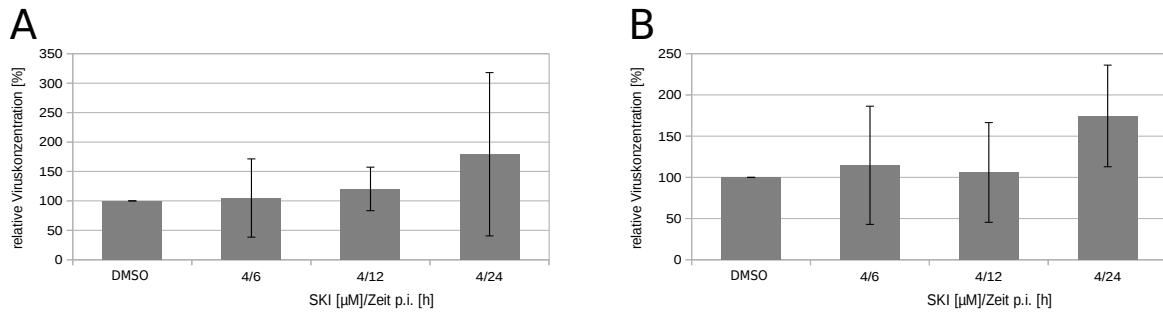 A
relative Viruskonzentration [%]
350
300
250
200
150
100
50
0
DMSO 4/6 4/12 4/24
SKI [µM]/Zeit p.i. [h]
B
relative Viruskonzentration [%]
250
200
150
100
50
0
DMSO 4/6 4/12 4/24
SKI [µM]/Zeit p.i. [h]